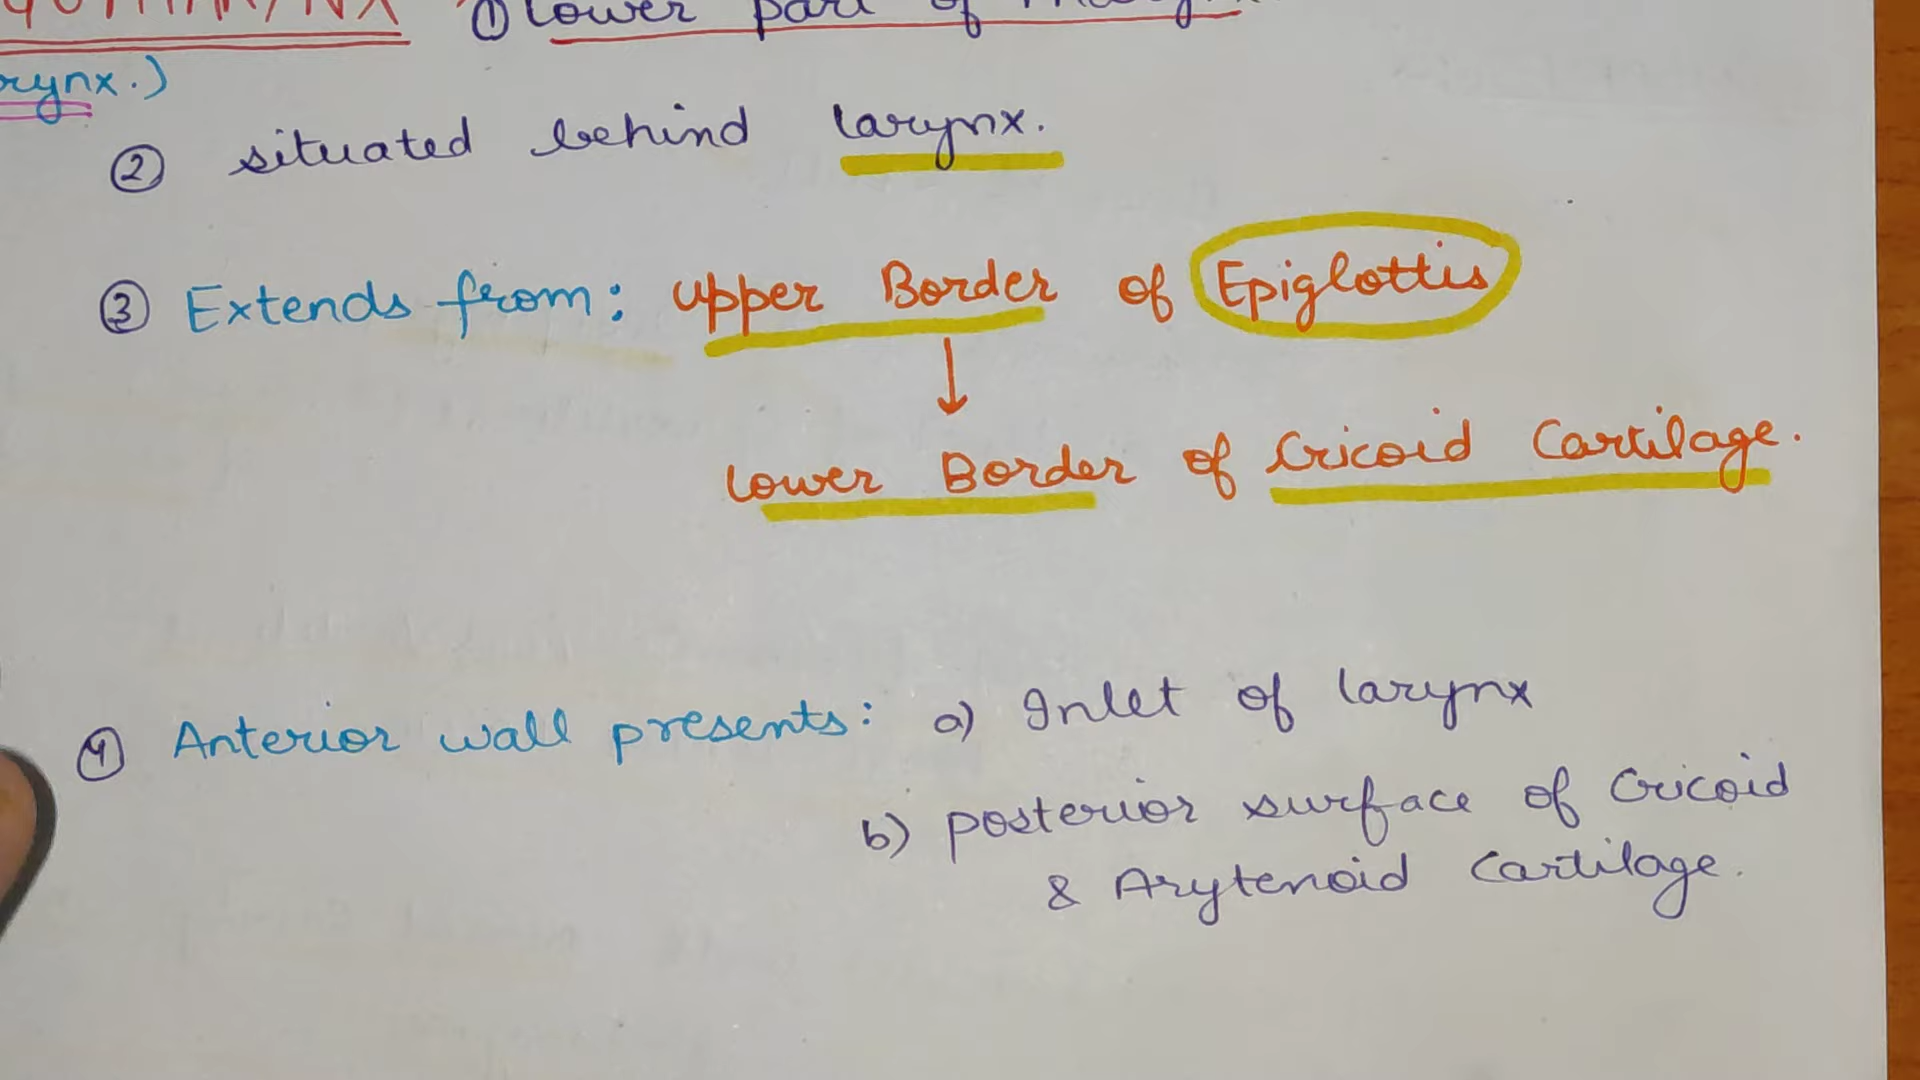 ① Lower part of
rynx.)
② situated behind larynx.
③ Extends from: upper Border of Epiglottis
↓
Lower Border of Cricoid Cartilage.
④ Anterior wall presents: a) Inlet of larynx
b) posterior surface of Cricoid
& Arytenoid Cartilage.